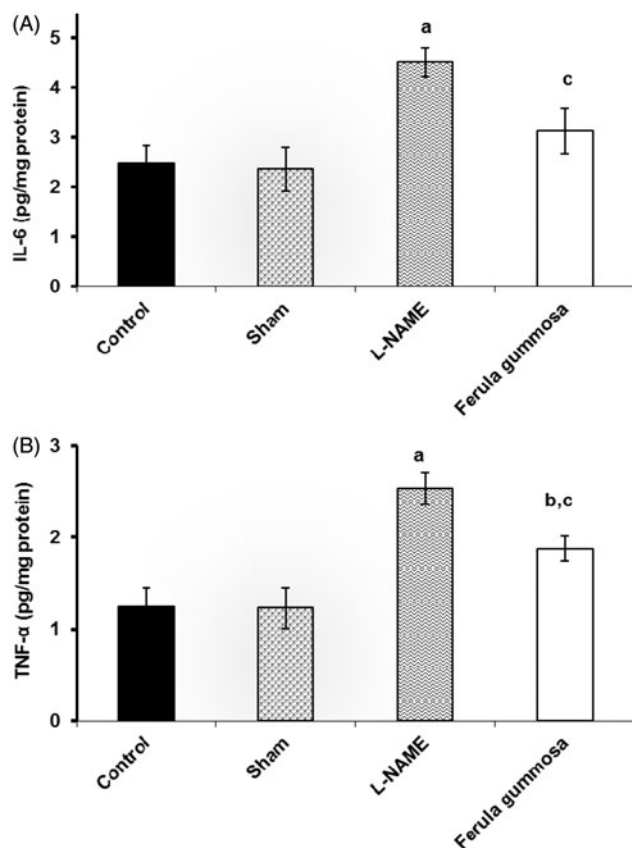 (A)
IL-6 (pg/mg protein)
5
4
3
2
1
0
a
c
Control
Sham
L-NAME
Ferula gummosa
(B)
TNF-α (pg/mg protein)
3
2
1
0
a
b,c
Control
Sham
L-NAME
Ferula gummosa